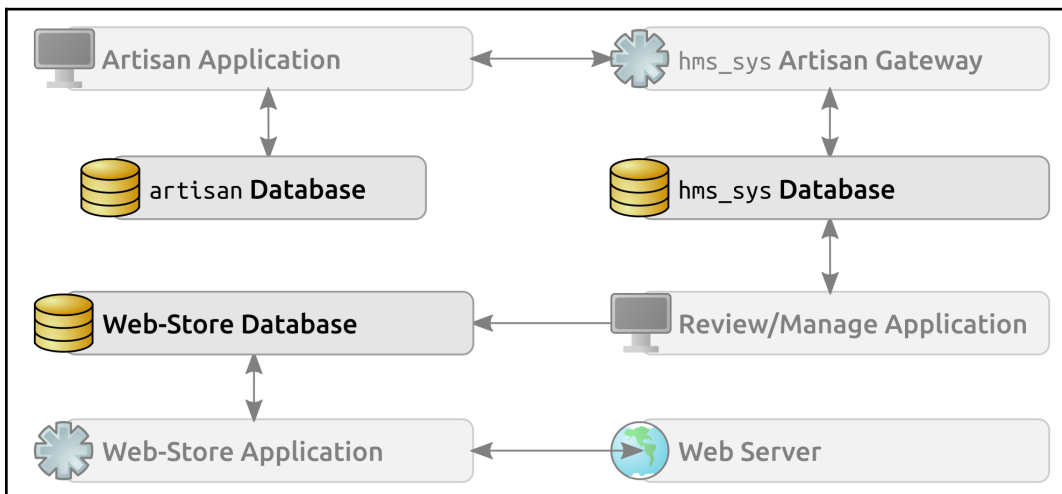 Artisan Application
hms_sys Artisan Gateway
artisan Database
hms_sys Database
Web-Store Database
Review/Manage Application
Web-Store Application
Web Server